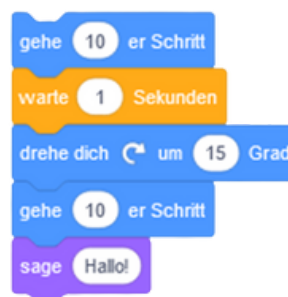 gehe 10 er Schritt
warte 1 Sekunden
drehe dich um 15 Grad
gehe 10 er Schritt
sage Hallo!